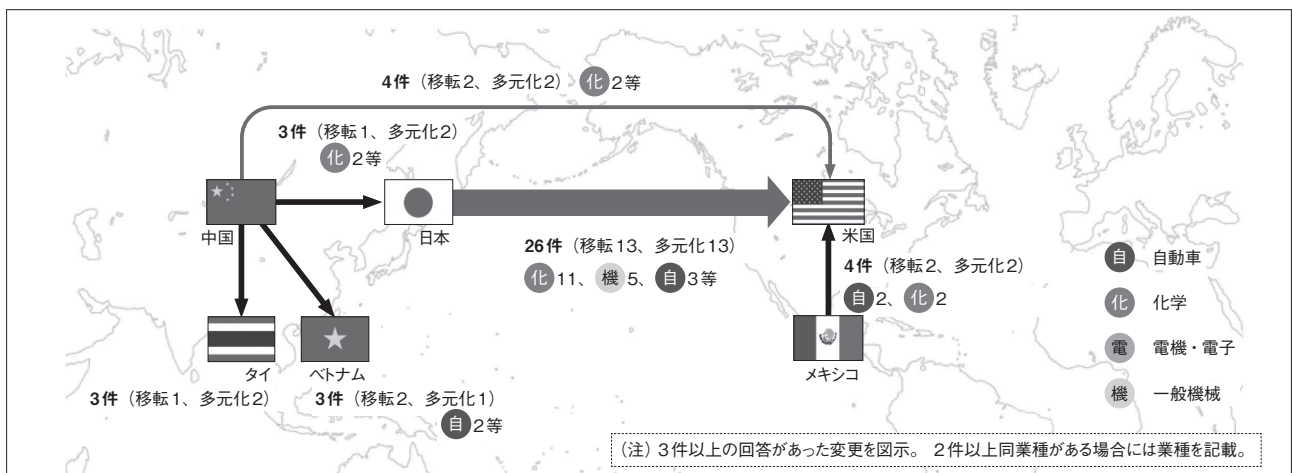 4件（移転2、多元化2） 化 2等
3件（移転1、多元化2）
化 2等
中国
日本
米国
26件（移転13、多元化13）
化 11、 機 5、 自 3等
4件（移転2、多元化2）
自 2、 化 2
自 自動車
化 化学
電 電機・電子
機 一般機械
タイ
ベトナム
メキシコ
3件（移転1、多元化2）
3件（移転2、多元化1）
自 2等
（注）3件以上の回答があった変更を図示。 2件以上同業種がある場合には業種を記載。